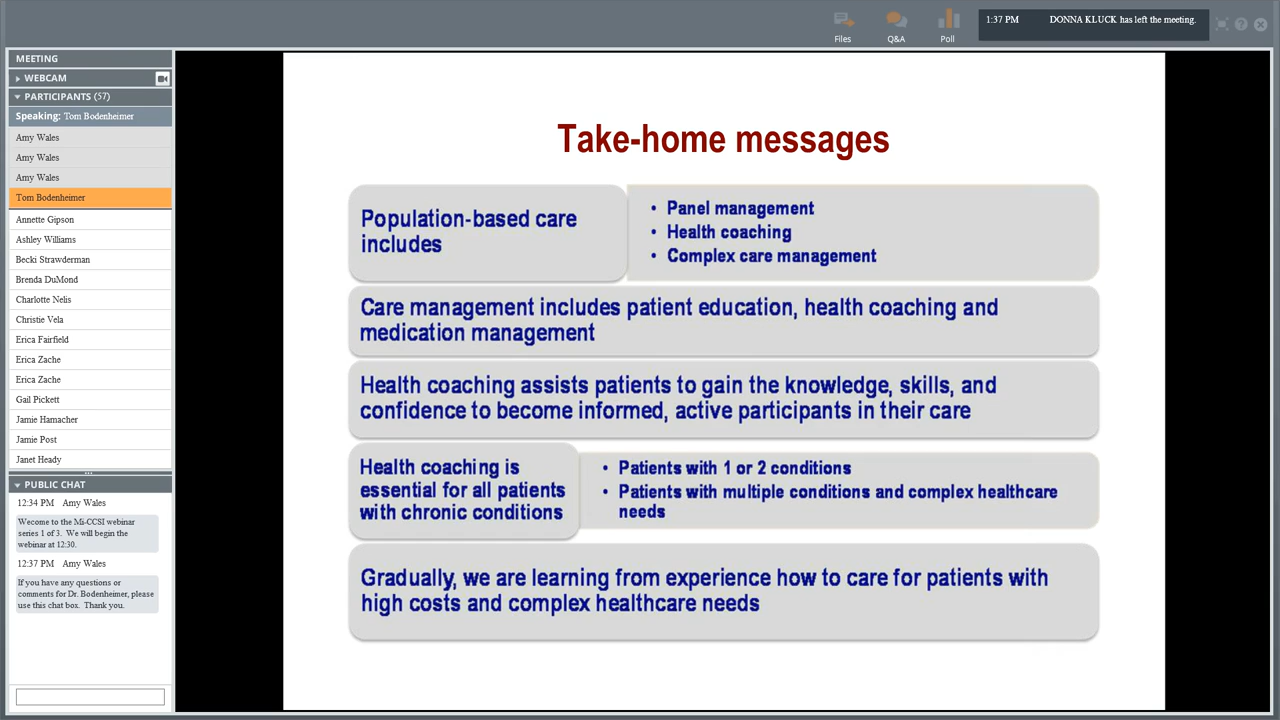 Files
Q&A
Poll
1:37 PM DONNA KLUCK has left the meeting.
MEETING
WEBCAM
PARTICIPANTS (57)
Speaking: Tom Bodenheimer
Amy Wales
Amy Wales
Amy Wales
Tom Bodenheimer
Annette Gipson
Ashley Williams
Becki Strawderman
Brenda DuMond
Charlotte Nelis
Christie Vela
Erica Fairfield
Erica Zache
Erica Zache
Gail Pickett
Jamie Hamacher
Jamie Post
Janet Heady
PUBLIC CHAT
12:34 PM Amy Wales
Wecome to the Mi-CCSI webinar
series 1 of 3. We will begin the
webinar at 12:30.
12:37 PM Amy Wales
If you have any questions or
comments for Dr. Bodenheimer, please
use this chat box. Thank you.
Take-home messages
Population-based care
includes
• Panel management
• Health coaching
• Complex care management
Care management includes patient education, health coaching and
medication management
Health coaching assists patients to gain the knowledge, skills, and
confidence to become informed, active participants in their care
Health coaching is
essential for all patients
with chronic conditions
• Patients with 1 or 2 conditions
• Patients with multiple conditions and complex healthcare
needs
Gradually, we are learning from experience how to care for patients with
high costs and complex healthcare needs